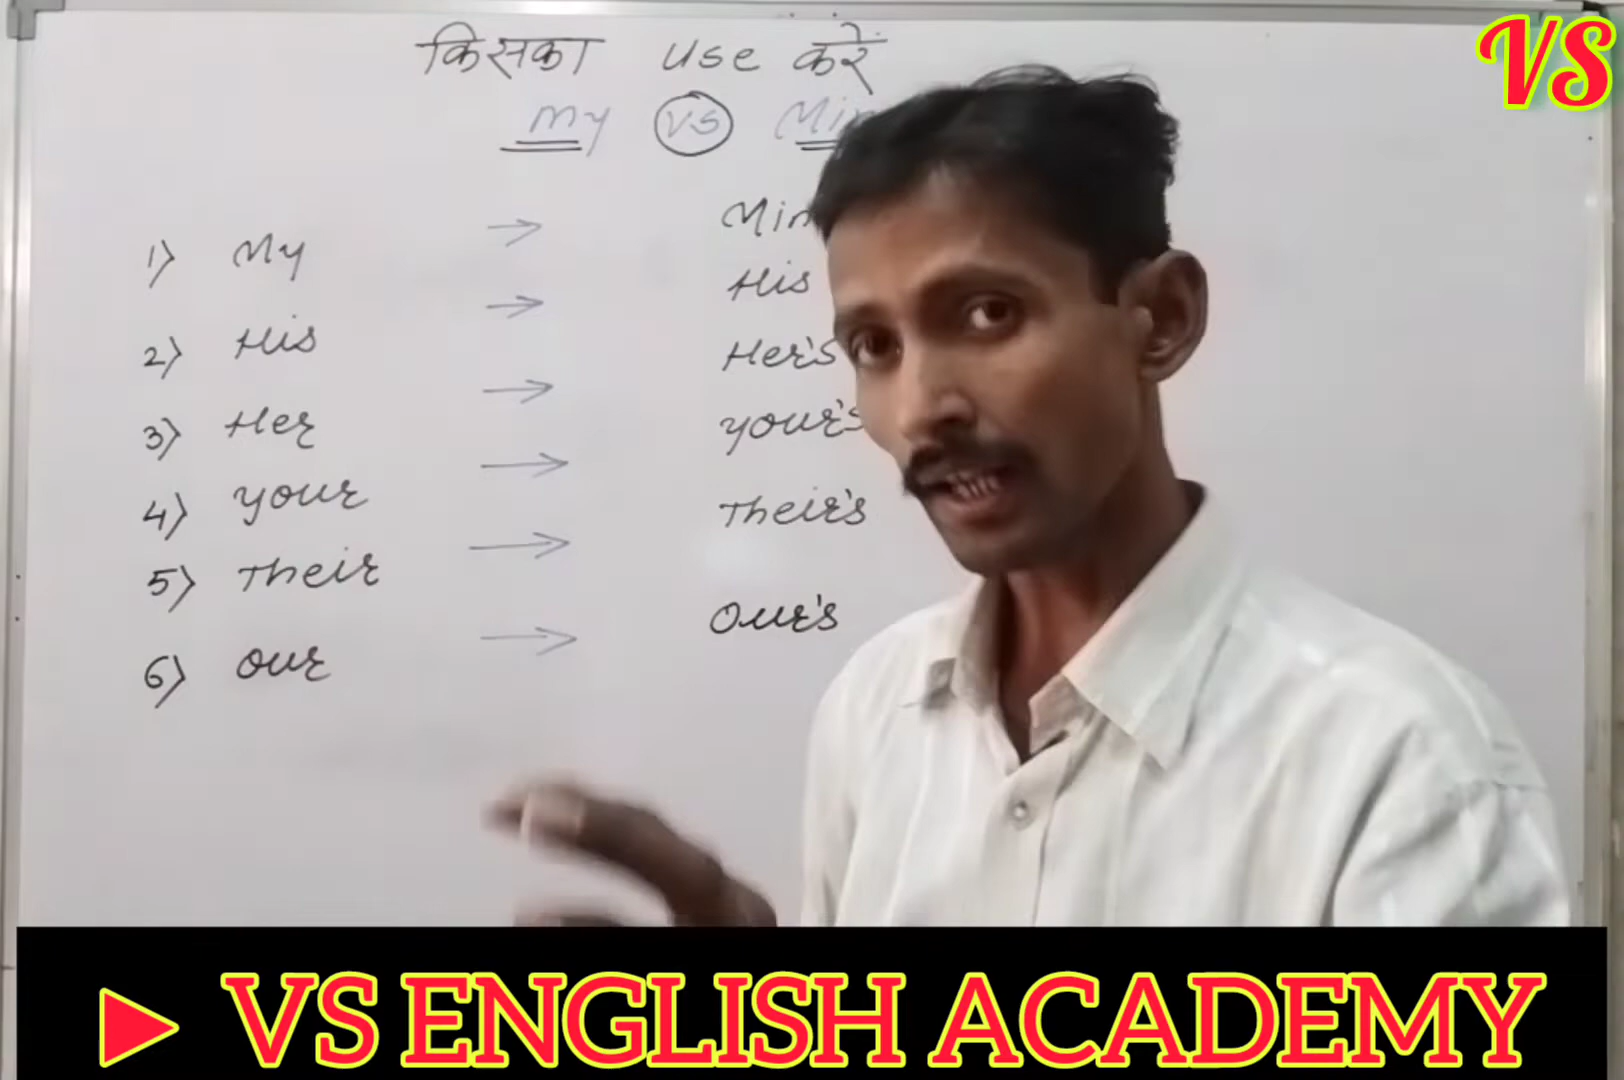 किसका use करें
VS
My VS
1) My →
2) His → His
3) Her → Her's
4) your → your's
5) Their → Their's
6) our → Our's
VS ENGLISH ACADEMY